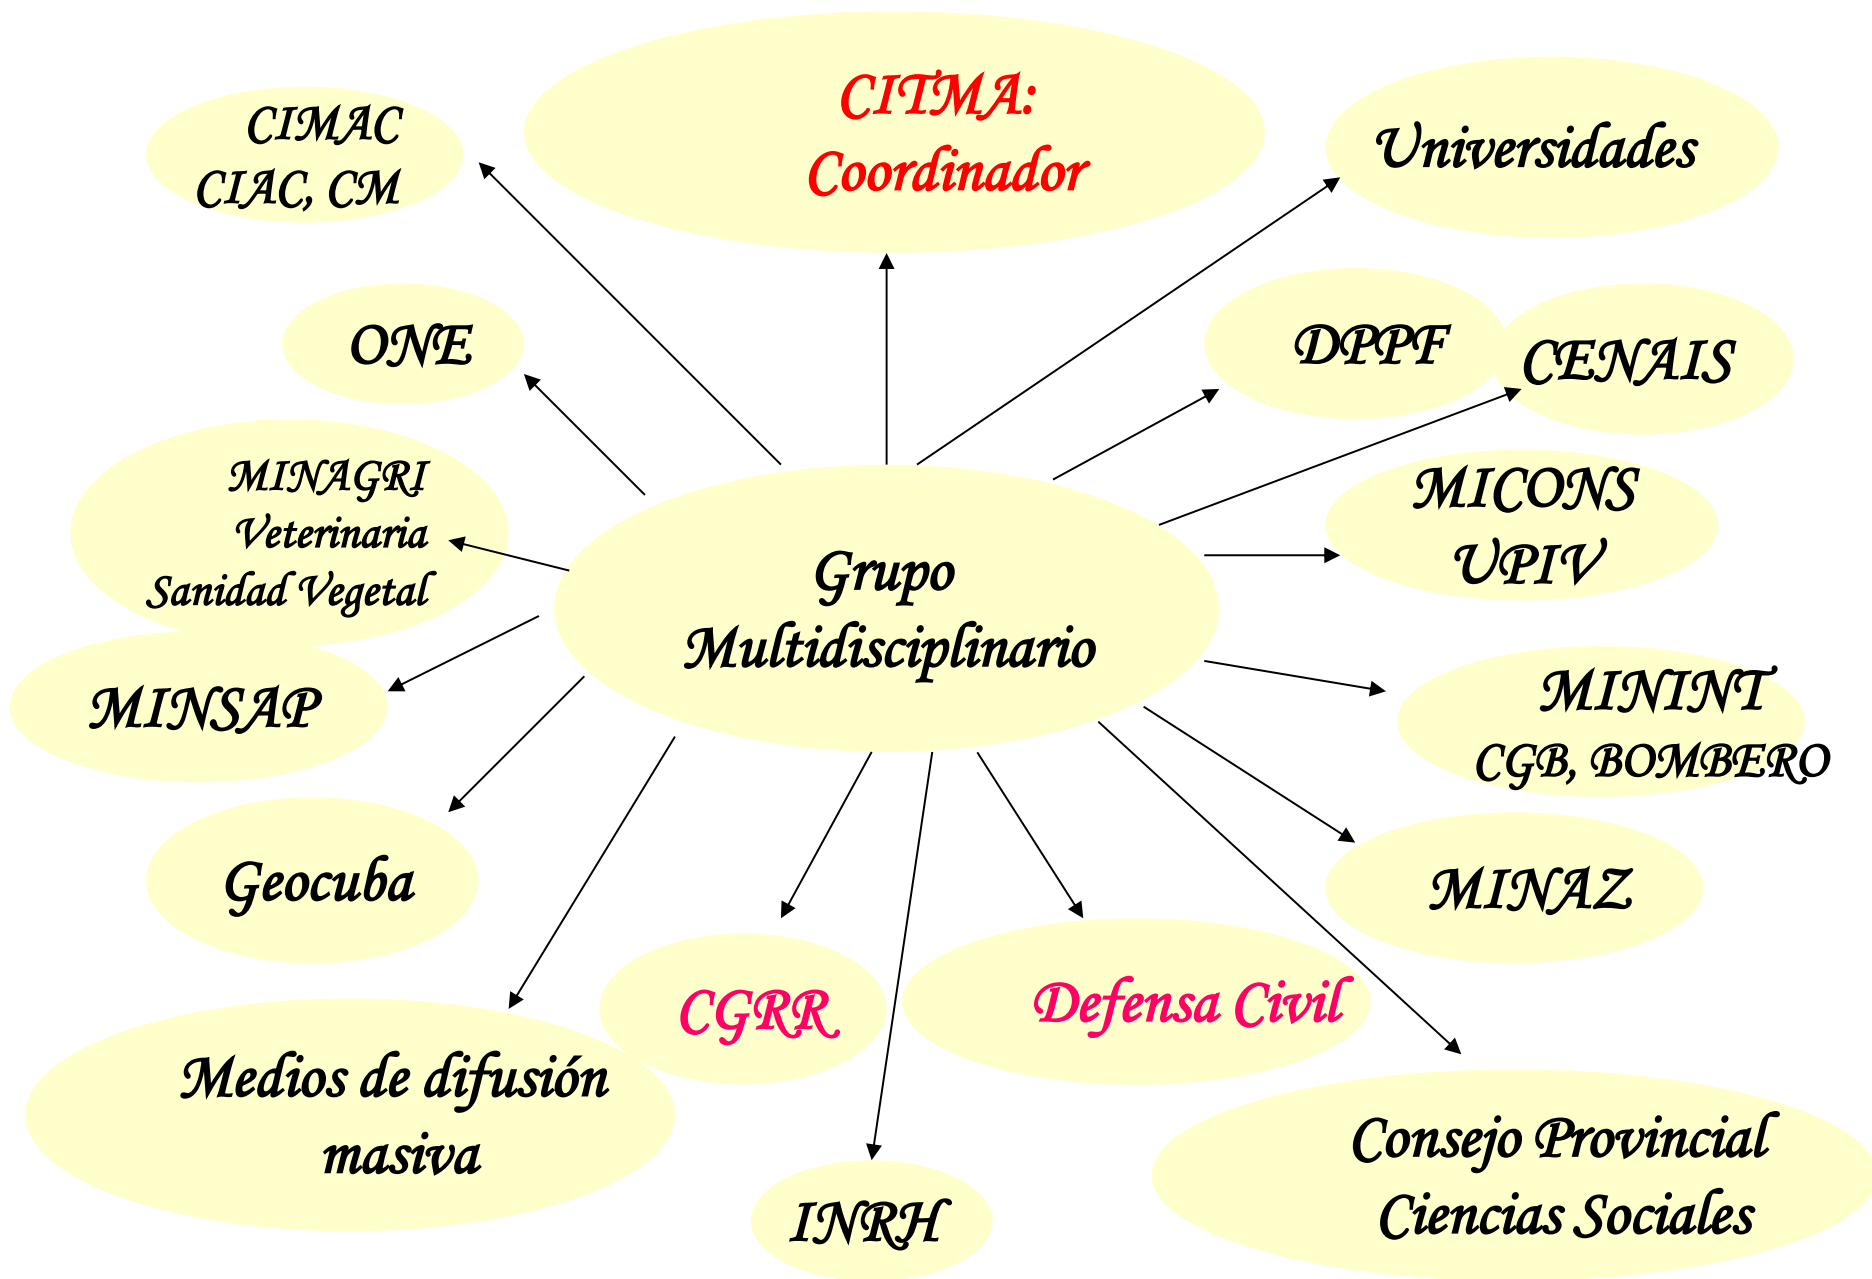 CITMA:
Coordinador
CIMAC
CIAC, CM
Universidades
ONE
DPPF
CENAIS
MINAGRI
Veterinaria
Sanidad Vegetal
MICONS
UPIV
Grupo
Multidisciplinario
MINSAP
MININT
CGB, BOMBERO
Geocuba
MINAZ
CGRR
Defensa Civil
Medios de difusión
masiva
Consejo Provincial
Ciencias Sociales
INRH